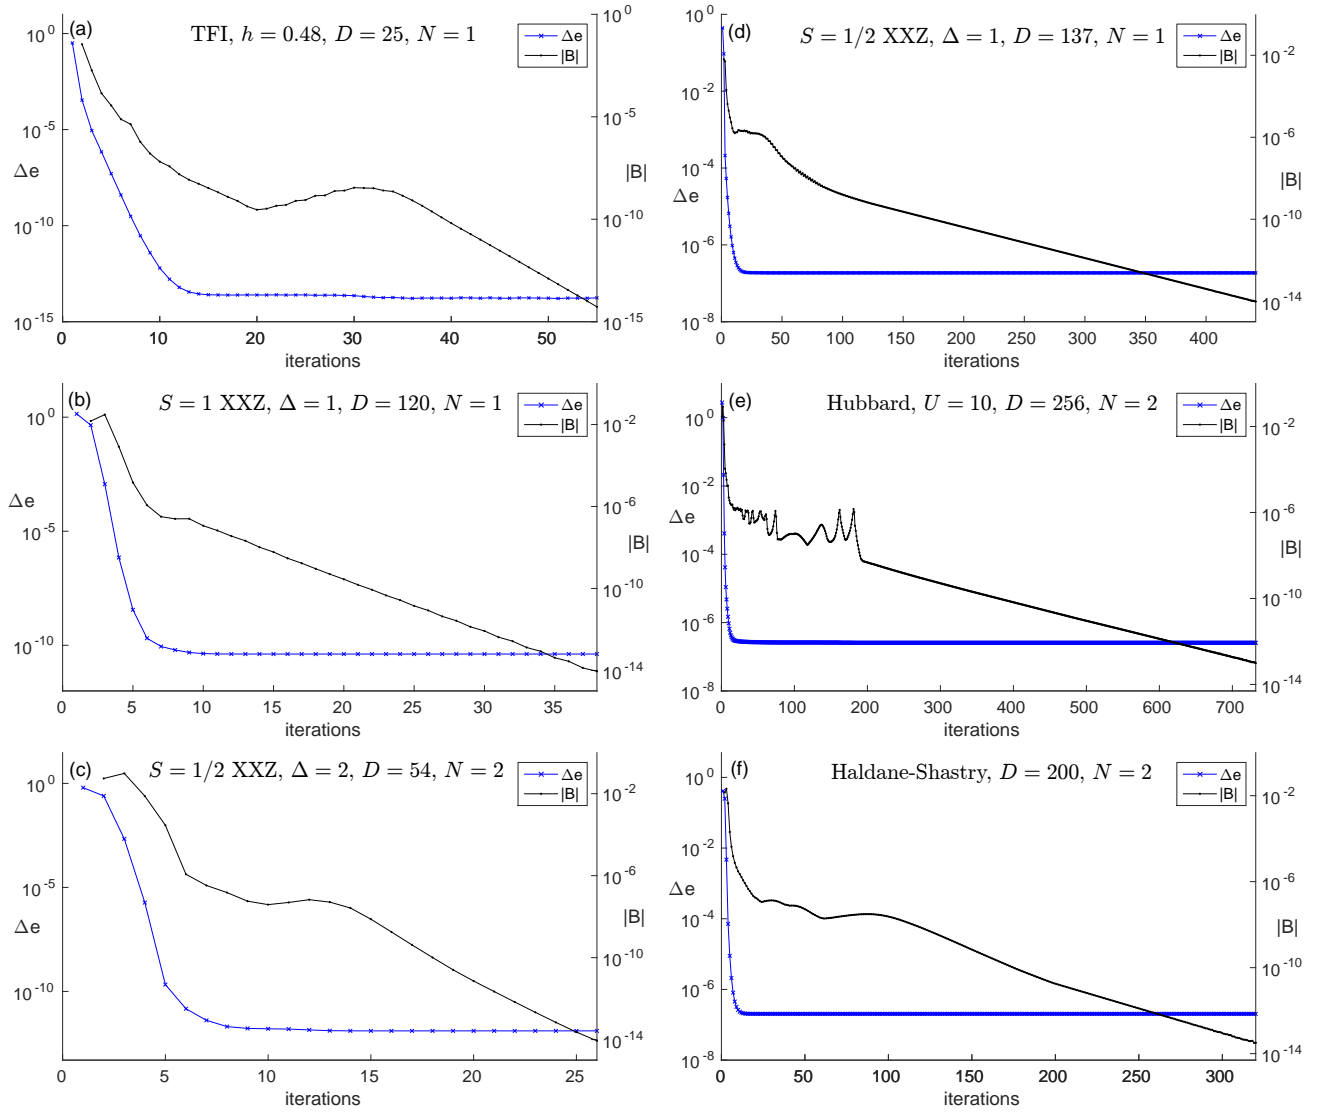 (a)
TFI, h = 0.48, D = 25, N = 1
Δe
|B|
10^0
10^-5
10^-10
10^-15
Δe
10^0
10^-5
10^-10
10^-15
|B|
0 10 20 30 40 50
iterations
(d)
S = 1/2 XXZ, Δ = 1, D = 137, N = 1
Δe
|B|
10^0
10^-2
10^-4
10^-6
10^-8
Δe
10^-2
10^-6
10^-10
10^-14
|B|
0 50 100 150 200 250 300 350 400
iterations
(b)
S = 1 XXZ, Δ = 1, D = 120, N = 1
Δe
|B|
10^0
10^-5
10^-10
Δe
10^-2
10^-6
10^-10
10^-14
|B|
0 5 10 15 20 25 30 35
iterations
(e)
Hubbard, U = 10, D = 256, N = 2
Δe
|B|
10^0
10^-2
10^-4
10^-6
10^-8
Δe
10^-2
10^-6
10^-10
10^-14
|B|
0 100 200 300 400 500 600 700
iterations
(c)
S = 1/2 XXZ, Δ = 2, D = 54, N = 2
Δe
|B|
10^0
10^-5
10^-10
Δe
10^-2
10^-6
10^-10
10^-14
|B|
0 5 10 15 20 25
iterations
(f)
Haldane-Shastry, D = 200, N = 2
Δe
|B|
10^0
10^-2
10^-4
10^-6
10^-8
Δe
10^-2
10^-6
10^-10
10^-14
|B|
0 50 100 150 200 250 300
iterations